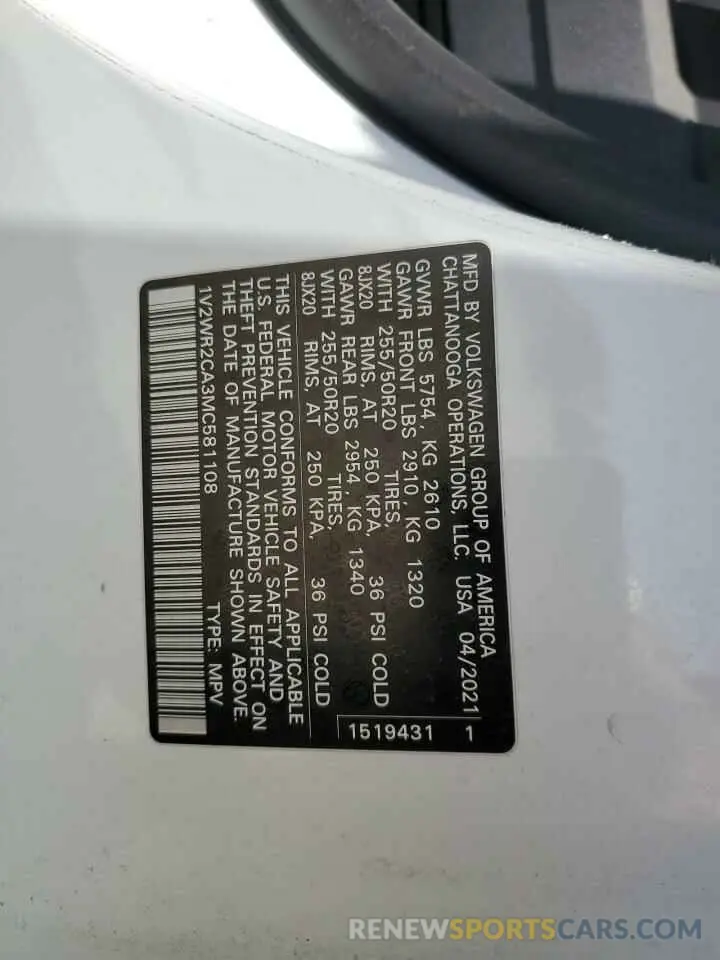 MFD BY VOLKSWAGEN GROUP OF AMERICA
CHATTANOOGA OPERATIONS, LLC. USA 04/2021 1
GVWR LBS 5754, KG 2610
GAWR FRONT LBS 2910, KG 1320
WITH 255/50R20 TIRES,
8JX20 RIMS, AT 250 KPA, 36 PSI COLD
GAWR REAR LBS 2954, KG 1340 1519431
WITH 255/50R20 TIRES,
8JX20 RIMS, AT 250 KPA, 36 PSI COLD
THIS VEHICLE CONFORMS TO ALL APPLICABLE
U.S. FEDERAL MOTOR VEHICLE SAFETY AND
THEFT PREVENTION STANDARDS IN EFFECT ON
THE DATE OF MANUFACTURE SHOWN ABOVE.
1V2WR2CA3MC581108 TYPE: MPV
RENEWSPORTSCARS.COM